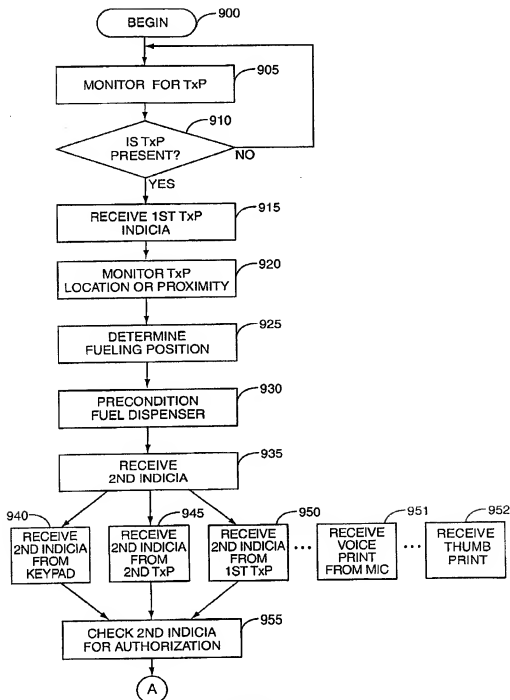 BEGIN
900
MONITOR FOR TxP
905
910
IS TxP
PRESENT?
NO
YES
RECEIVE 1ST TxP
INDICIA
915
MONITOR TxP
LOCATION OR PROXIMITY
920
DETERMINE
FUELING POSITION
925
PRECONDITION
FUEL DISPENSER
930
RECEIVE
2ND INDICIA
935
940
RECEIVE
2ND INDICIA
FROM
KEYPAD
945
RECEIVE
2ND INDICIA
FROM
2ND TxP
950
RECEIVE
2ND INDICIA
FROM
1ST TxP
...
951
RECEIVE
VOICE
PRINT
FROM MIC
...
952
RECEIVE
THUMB
PRINT
CHECK 2ND INDICIA
FOR AUTHORIZATION
955
A